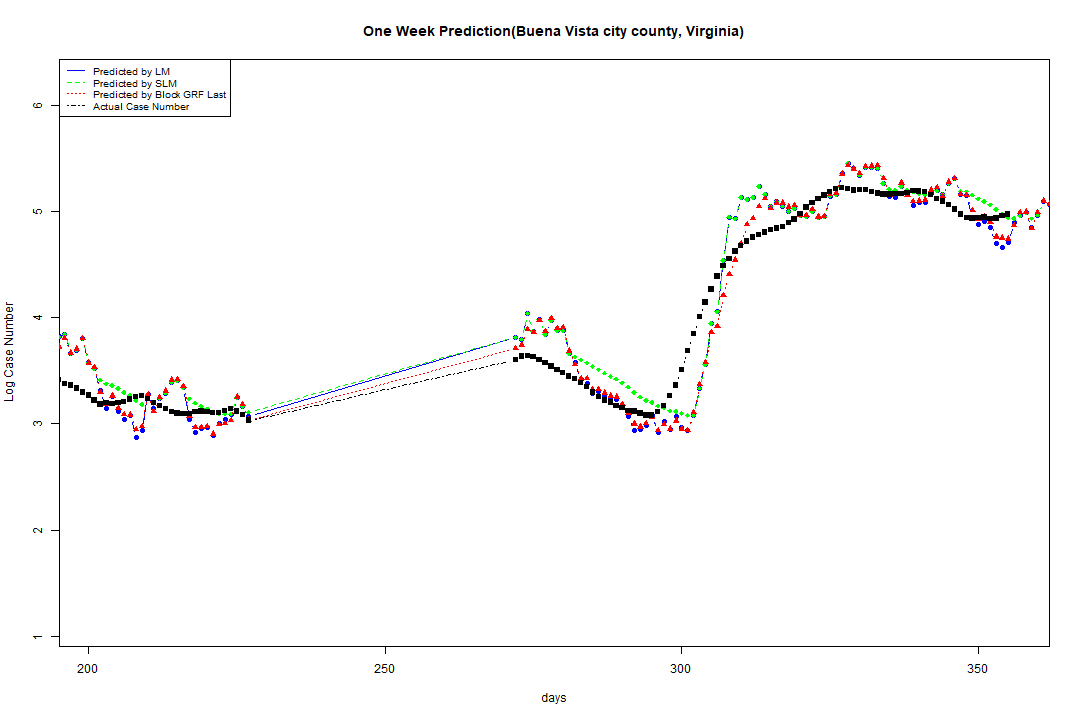 One Week Prediction(Buena Vista city county, Virginia)
Predicted by LM
Predicted by SLM
Predicted by Block GRF Last
Actual Case Number
6
5
4
3
2
1
Log Case Number
200 250 300 350
days